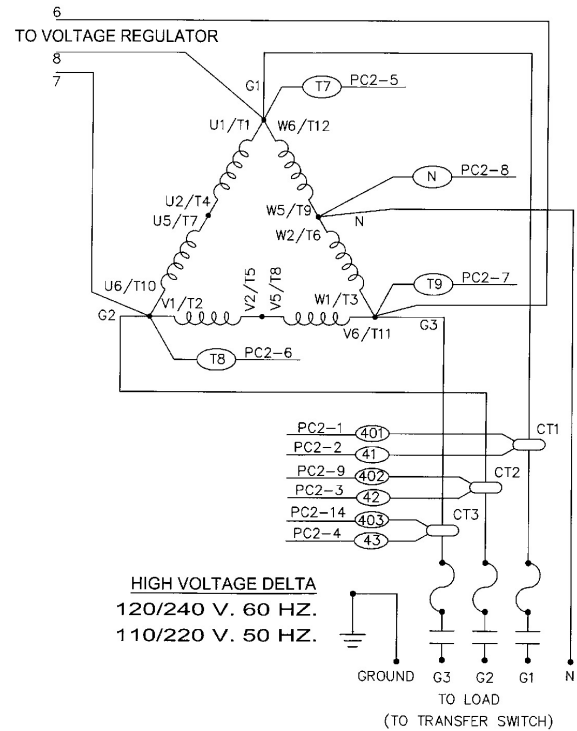 6
TO VOLTAGE REGULATOR
8
7
G1
T7 PC2-5
U1/T1 W6/T12
N PC2-8
U2/T4 W5/T9
U5/T7 N
W2/T6
U6/T10
V1/T2 V2/T5 V5/T8 W1/T3
T9 PC2-7
G2
G3
V6/T11
T8 PC2-6
PC2-1 401
CT1
PC2-2 41
PC2-9 402
CT2
PC2-3 42
PC2-14 403
CT3
PC2-4 43
HIGH VOLTAGE DELTA
120/240 V. 60 HZ.
110/220 V. 50 HZ.
GROUND G3 G2 G1 N
TO LOAD
(TO TRANSFER SWITCH)